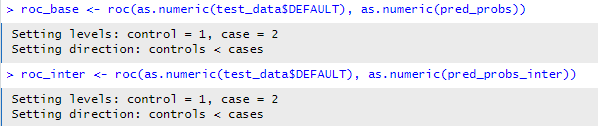 > roc_base <- roc(as.numeric(test_data$DEFAULT), as.numeric(pred_probs))
Setting levels: control = 1, case = 2
Setting direction: controls < cases
> roc_inter <- roc(as.numeric(test_data$DEFAULT), as.numeric(pred_probs_inter))
Setting levels: control = 1, case = 2
Setting direction: controls < cases